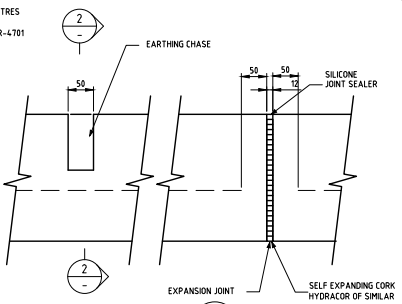 TRES
R-4701
2
-
EARTHING CHASE
50
50
50
12
SILICONE
JOINT SEALER
2
-
EXPANSION JOINT
SELF EXPANDING CORK
HYDRACOR OF SIMILAR